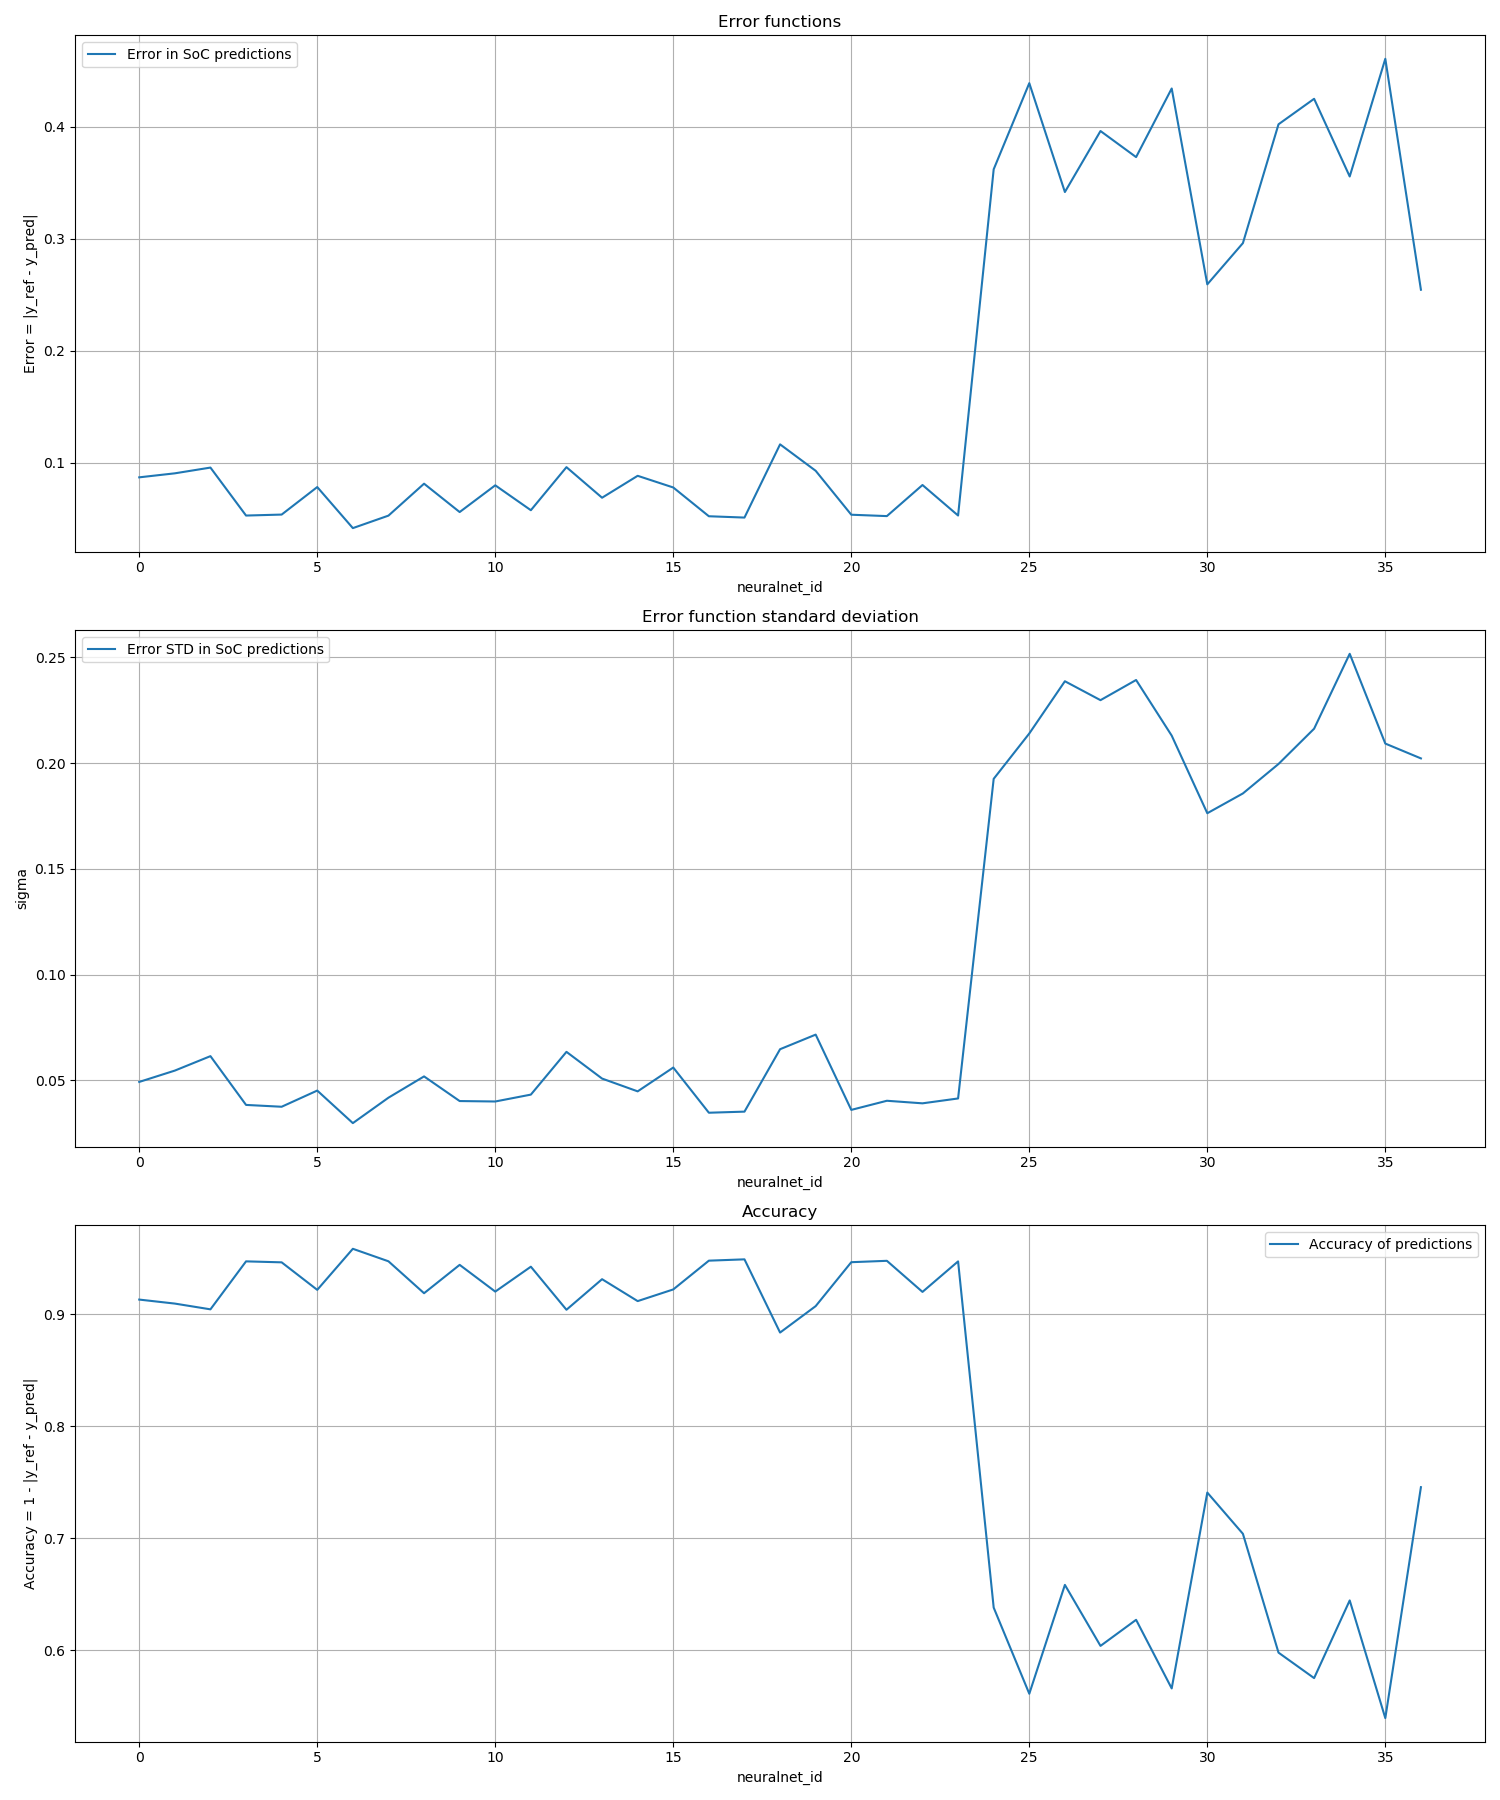 Error functions
Error in SoC predictions
0.4
0.3
0.2
0.1
Error = |y_ref - y_pred|
0 5 10 15 20 25 30 35
neuralnet_id
Error function standard deviation
Error STD in SoC predictions
0.25
0.20
0.15
0.10
0.05
sigma
0 5 10 15 20 25 30 35
neuralnet_id
Accuracy
Accuracy of predictions
0.9
0.8
0.7
0.6
Accuracy = 1 - |y_ref - y_pred|
0 5 10 15 20 25 30 35
neuralnet_id